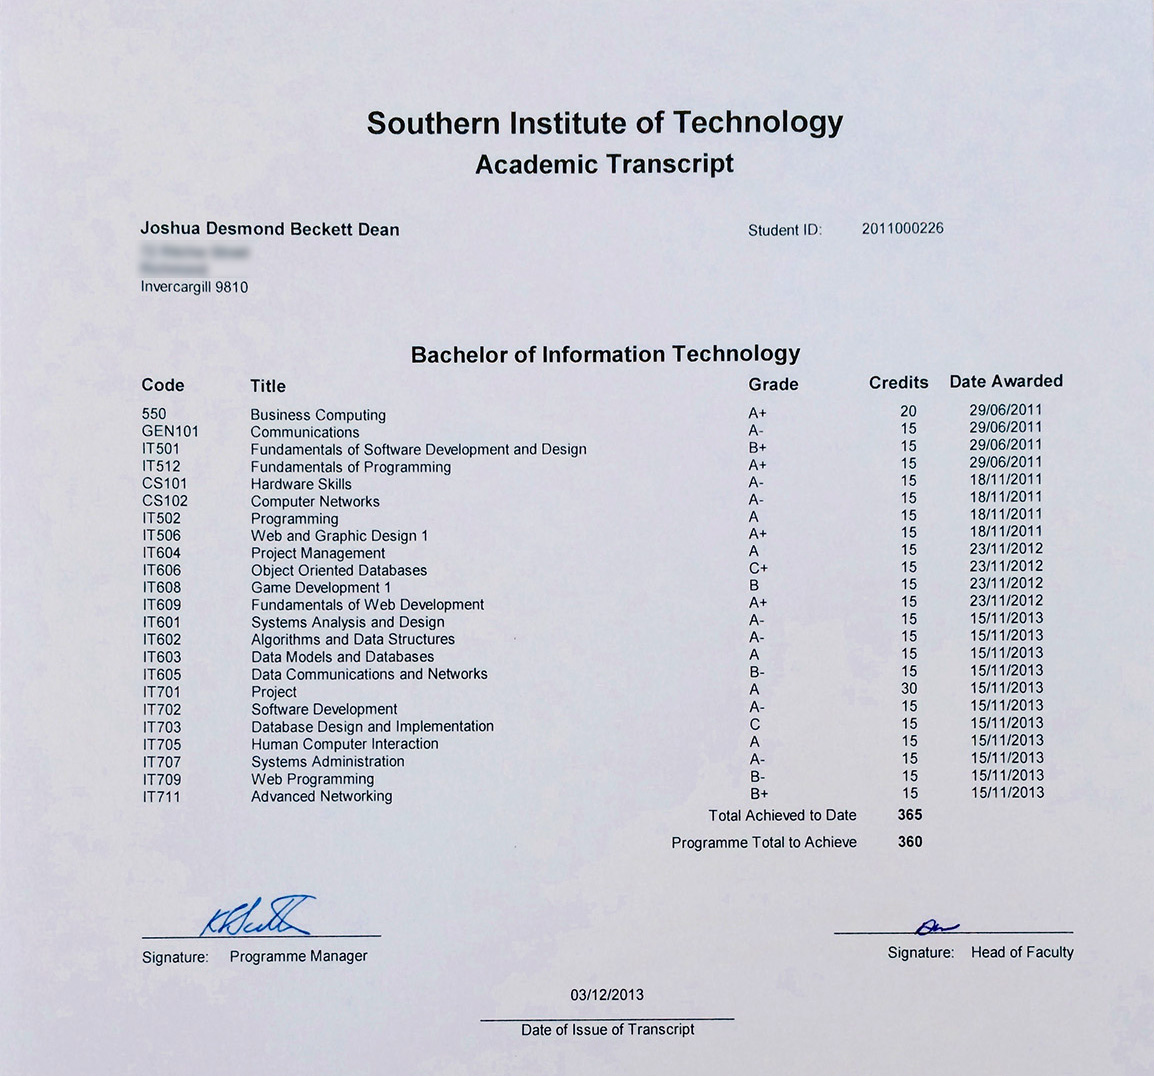 Southern Institute of Technology
Academic Transcript
Joshua Desmond Beckett Dean Student ID: 2011000226
Invercargill 9810
Bachelor of Information Technology
Code Title Grade Credits Date Awarded
550 Business Computing A+ 20 29/06/2011
GEN101 Communications A- 15 29/06/2011
IT501 Fundamentals of Software Development and Design B+ 15 29/06/2011
IT512 Fundamentals of Programming A+ 15 29/06/2011
CS101 Hardware Skills A- 15 18/11/2011
CS102 Computer Networks A- 15 18/11/2011
IT502 Programming A 15 18/11/2011
IT506 Web and Graphic Design 1 A+ 15 18/11/2011
IT604 Project Management A 15 23/11/2012
IT606 Object Oriented Databases C+ 15 23/11/2012
IT608 Game Development 1 B 15 23/11/2012
IT609 Fundamentals of Web Development A+ 15 23/11/2012
IT601 Systems Analysis and Design A- 15 15/11/2013
IT602 Algorithms and Data Structures A- 15 15/11/2013
IT603 Data Models and Databases A 15 15/11/2013
IT605 Data Communications and Networks B- 15 15/11/2013
IT701 Project A 30 15/11/2013
IT702 Software Development A- 15 15/11/2013
IT703 Database Design and Implementation C 15 15/11/2013
IT705 Human Computer Interaction A 15 15/11/2013
IT707 Systems Administration A- 15 15/11/2013
IT709 Web Programming B- 15 15/11/2013
IT711 Advanced Networking B+ 15 15/11/2013
Total Achieved to Date 365
Programme Total to Achieve 360
Signature: Programme Manager Signature: Head of Faculty
03/12/2013
Date of Issue of Transcript